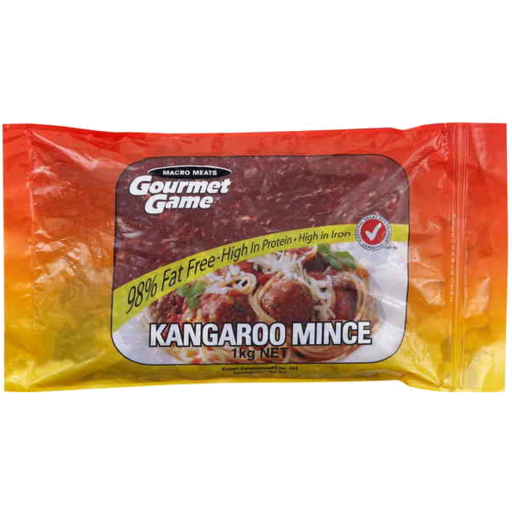 MACRO MEATS
Gourmet
Game
98% Fat Free · High In Protein · High in Iron
KANGAROO MINCE
1kg NET